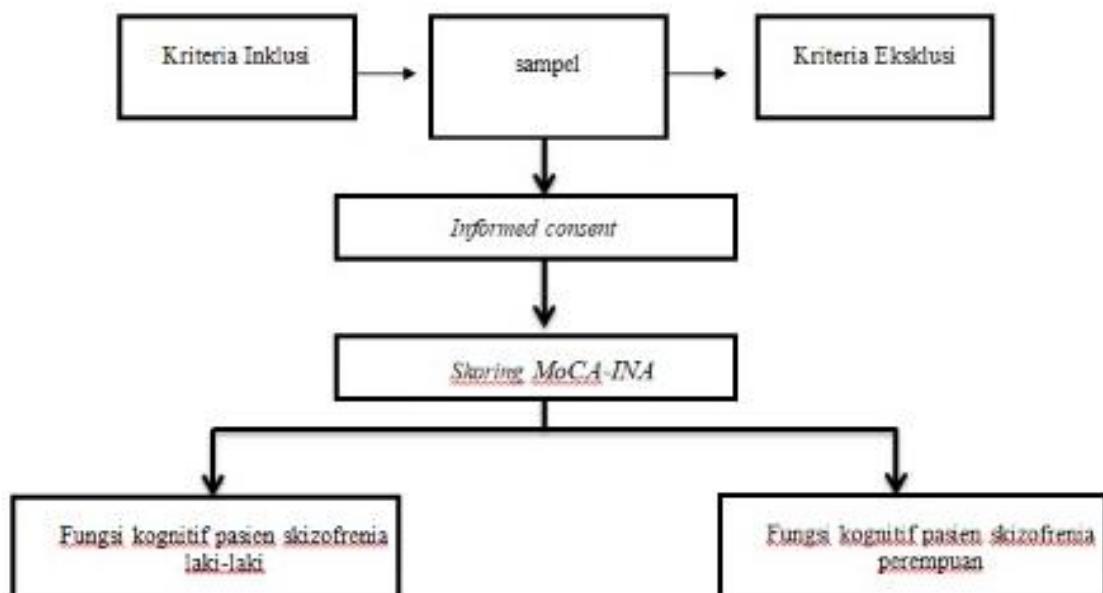 Kriteria Inklusi
sampel
Kriteria Eksklusi
Informed consent
Skoring MoCA-INA
Fungsi kognitif pasien skizofrenia
laki-laki
Fungsi kognitif pasien skizofrenia
perempuan